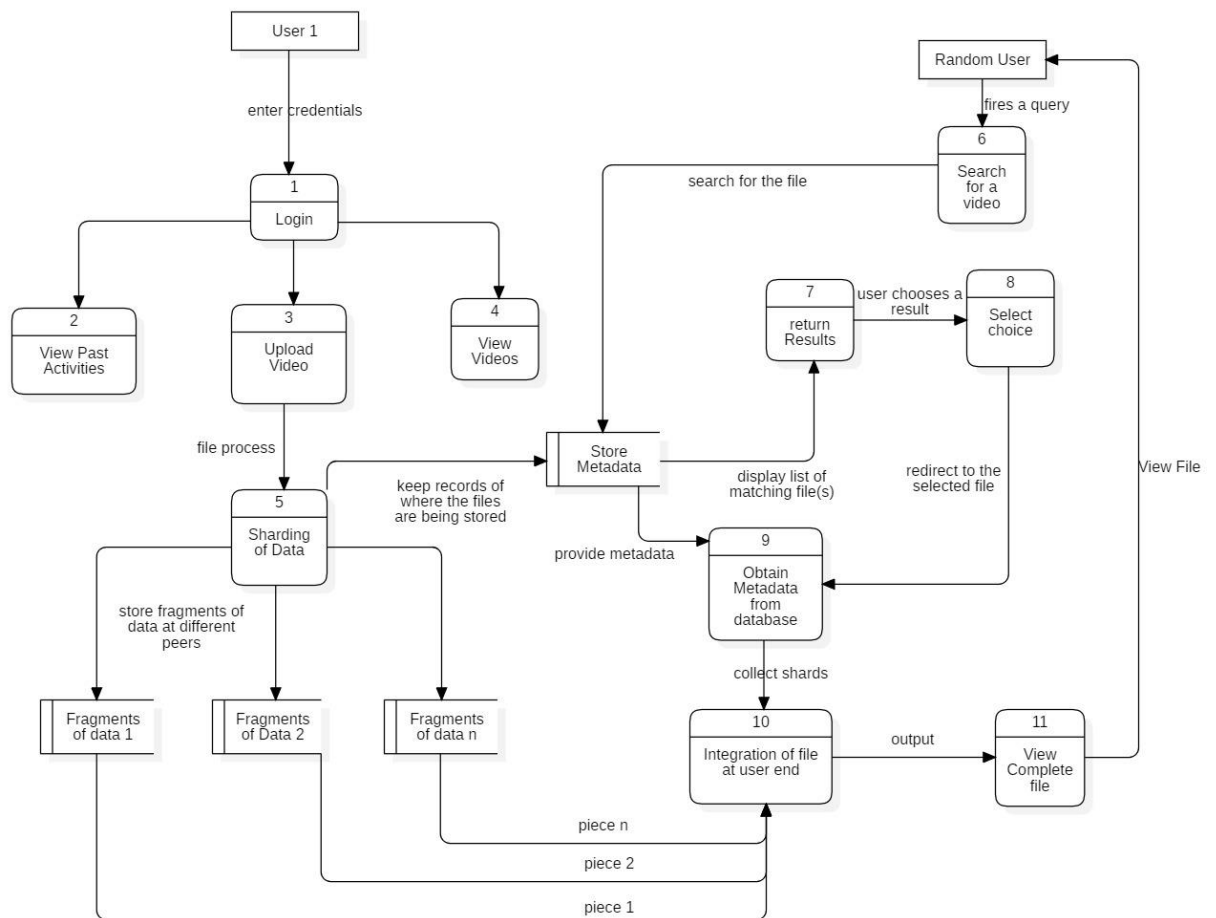 User 1
Random User
enter credentials
fires a query
6
Search
for a
video
search for the file
1
Login
7
return
Results
user chooses a
result
8
Select
choice
2
View Past
Activities
3
Upload
Video
4
View
Videos
file process
Store
Metadata
keep records of
where the files
are being stored
display list of
matching file(s)
redirect to the
selected file
View File
5
Sharding
of Data
provide metadata
9
Obtain
Metadata
from
database
store fragments of
data at different
peers
collect shards
Fragments
of data 1
Fragments
of Data 2
Fragments
of data n
10
Integration of file
at user end
output
11
View
Complete
file
piece n
piece 2
piece 1